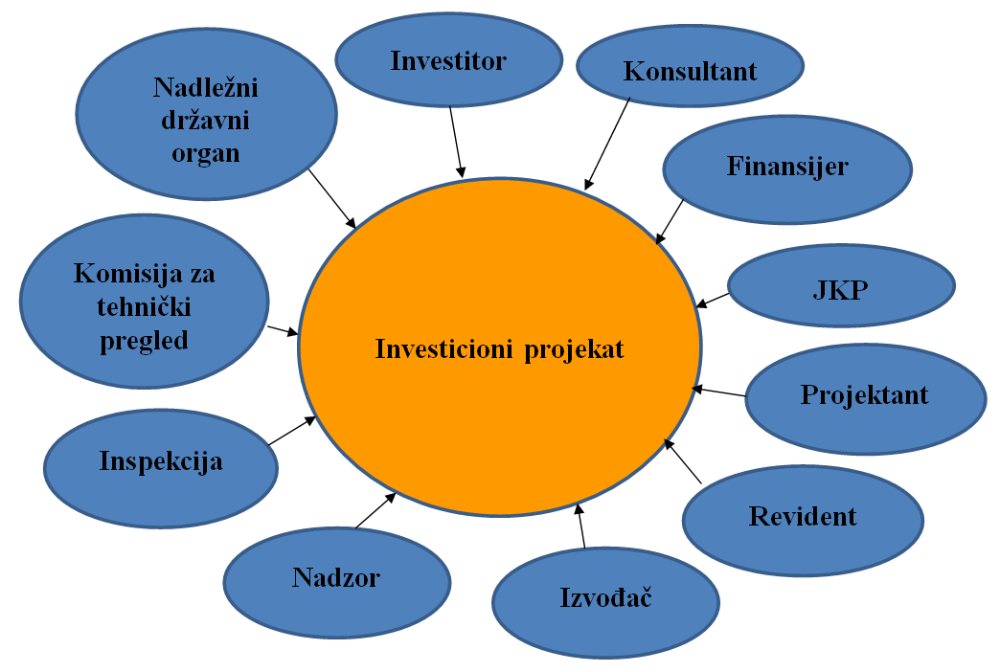 Investitor
Konsultant
Nadležni
državni
organ
Finansijer
Komisija za
tehnički
pregled
JKP
Investicioni projekat
Projektant
Inspekcija
Revident
Nadzor
Izvođač